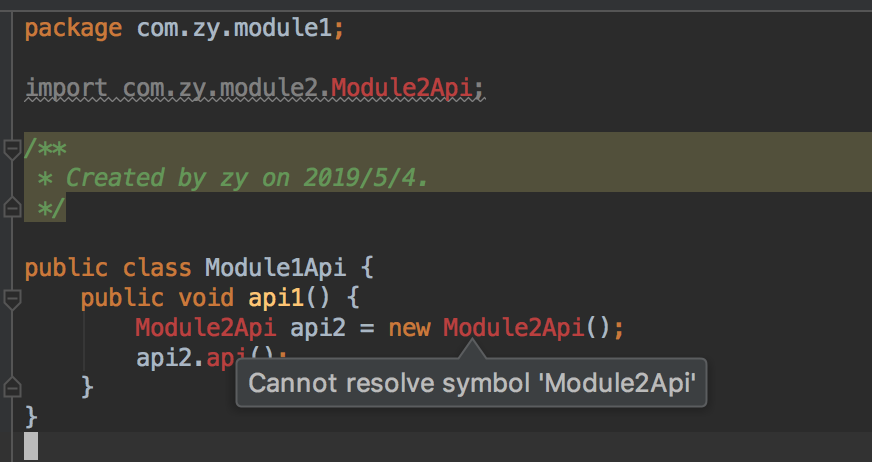 package com.zy.module1;
import com.zy.module2.Module2Api;
/**
* Created by zy on 2019/5/4.
*/
public class Module1Api {
public void api1() {
Module2Api api2 = new Module2Api();
api2.api();
Cannot resolve symbol 'Module2Api'
}
}